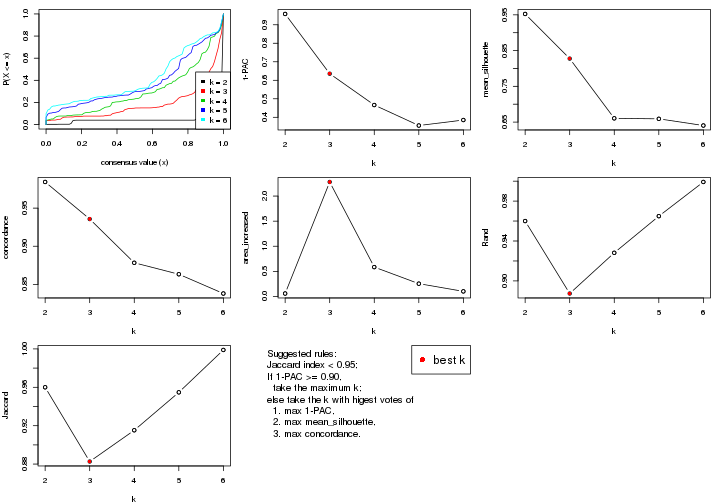 P(X <= x)
1.0
0.8
0.6
0.4
0.2
0.0
k = 2
k = 3
k = 4
k = 5
k = 6
0.0 0.2 0.4 0.6 0.8 1.0
consensus value (x)
1-PAC
0.9
0.8
0.7
0.6
0.5
0.4
2 3 4 5 6
k
mean_silhouette
0.95
0.85
0.75
0.65
2 3 4 5 6
k
concordance
0.95
0.90
0.85
2 3 4 5 6
k
area_increased
2.0
1.5
1.0
0.5
0.0
2 3 4 5 6
k
Rand
0.98
0.94
0.90
2 3 4 5 6
k
Jaccard
1.00
0.96
0.92
0.88
2 3 4 5 6
k
Suggested rules:
Jaccard index < 0.95;
If 1-PAC >= 0.90,
take the maximum k;
else take the k with higest votes of
1. max 1-PAC,
2. max mean_silhouette,
3. max concordance.
best k